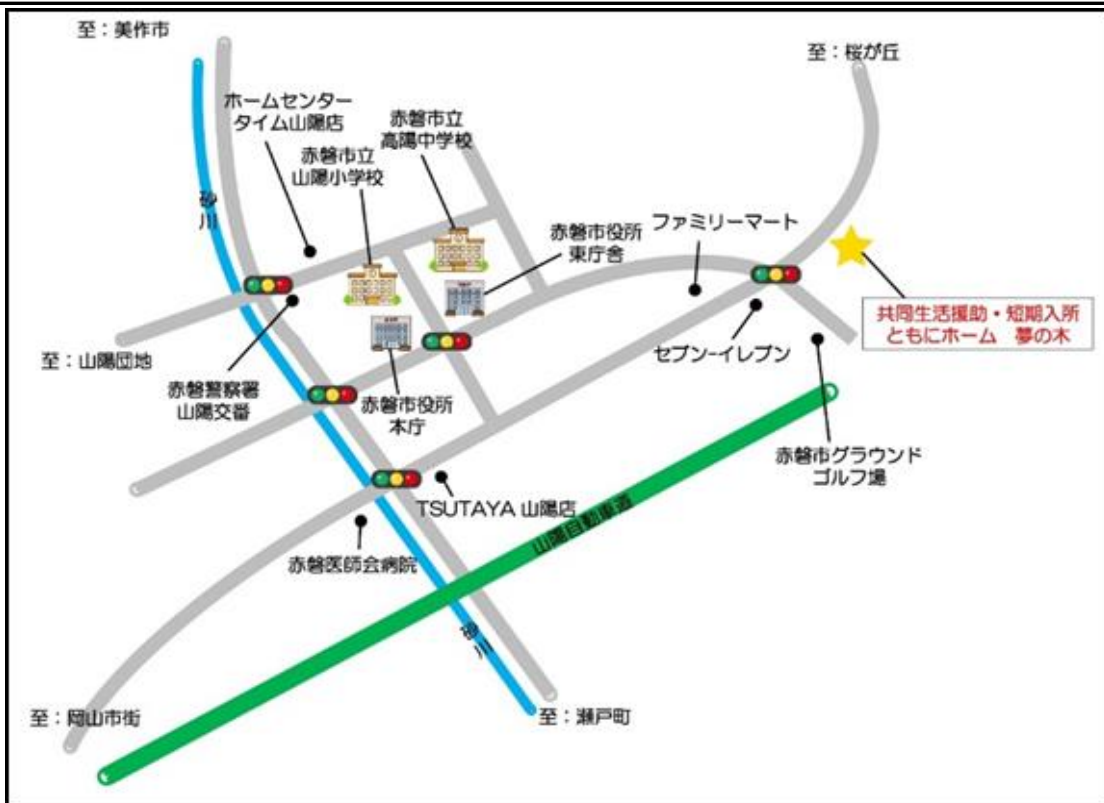 至：美作市
至：桜が丘
ホームセンター
タイム山陽店
赤磐市立
高陽中学校
赤磐市立
山陽小学校
砂川
赤磐市役所
東庁舎
ファミリーマート
共同生活援助・短期入所
ともにホーム 夢の木
至：山陽団地
セブン-イレブン
赤磐警察署
山陽交番
赤磐市役所
本庁
赤磐市グラウンド
ゴルフ場
TSUTAYA 山陽店
山陽自動車道
赤磐医師会病院
砂川
至：岡山市街
至：瀬戸町